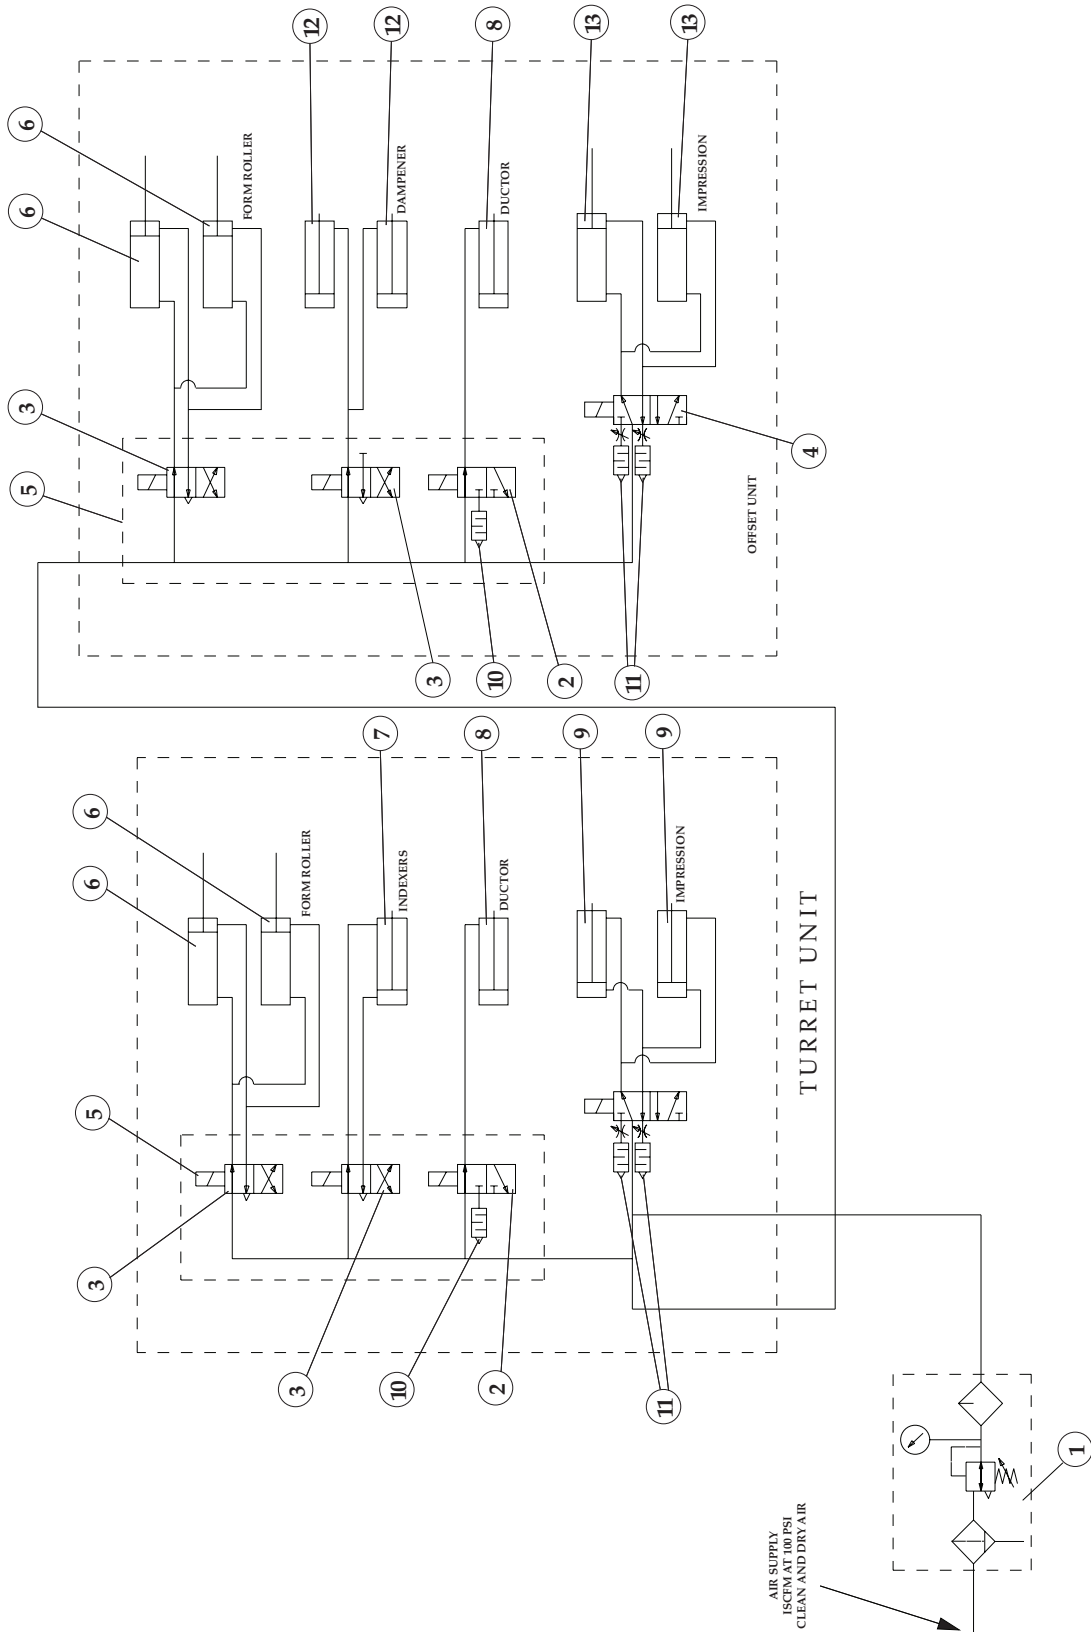 5
3
6
6
3
5
6
6
FORM ROLLER
3
FORM ROLLER
12
10
7
12
INDEXERS
DAMPENER
3
2
8
10
8
DUCTOR
DUCTOR
2
9
13
11
11
9
13
IMPRESSION
IMPRESSION
OFFSET UNIT
AIR SUPPLY
ISCFM AT 100 PSI
CLEAN AND DRY AIR
TURRET UNIT
4
1